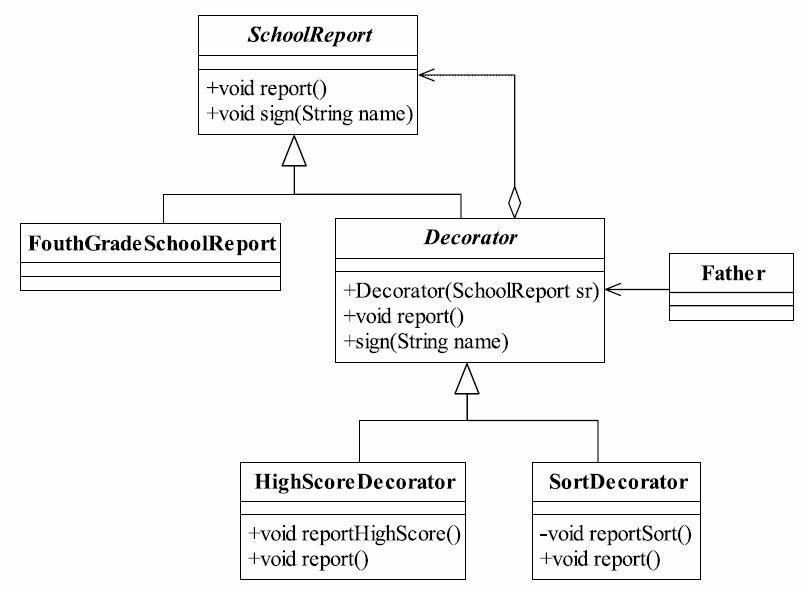 SchoolReport
+void report()
+void sign(String name)
FouthGradeSchoolReport
Decorator
+Decorator(SchoolReport sr)
+void report()
+sign(String name)
Father
HighScoreDecorator
+void reportHighScore()
+void report()
SortDecorator
-void reportSort()
+void report()